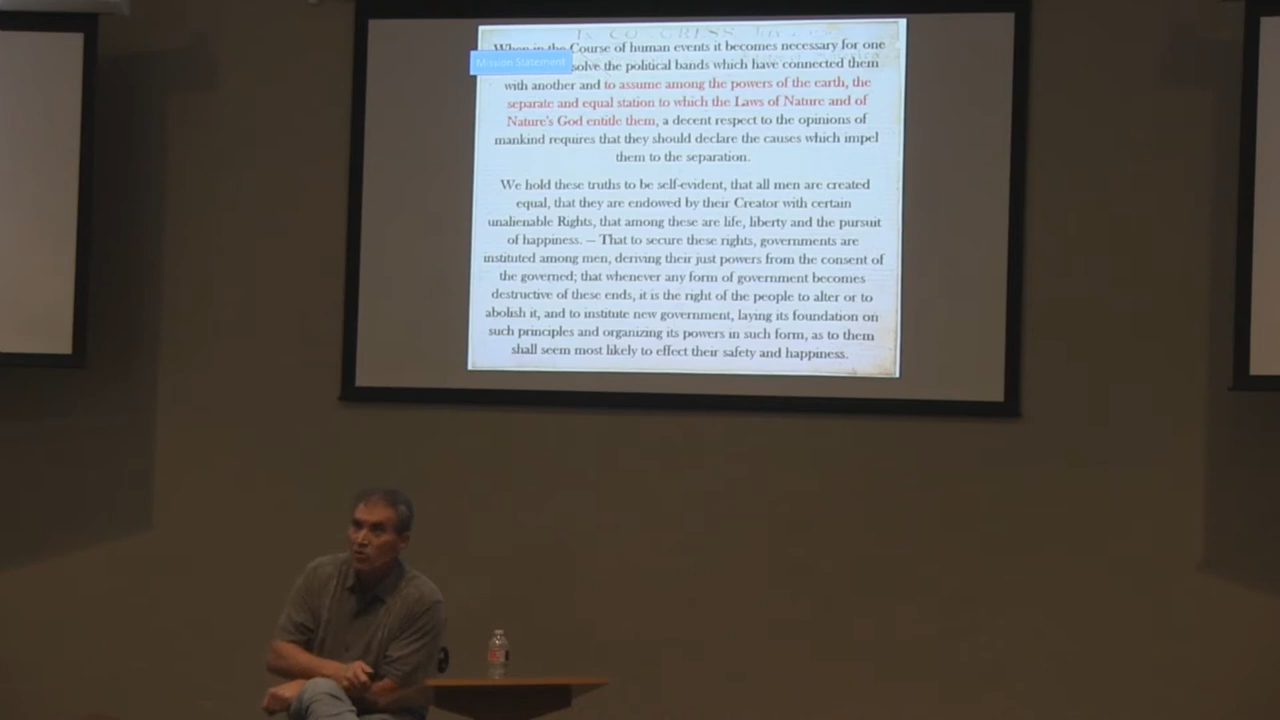 IN CONGRESS, July
When in the Course of human events it becomes necessary for one
Mission Statement
solve the political bands which have connected them
with another and to assume among the powers of the earth, the
separate and equal station to which the Laws of Nature and of
Nature's God entitle them, a decent respect to the opinions of
mankind requires that they should declare the causes which impel
them to the separation.
We hold these truths to be self-evident, that all men are created
equal, that they are endowed by their Creator with certain
unalienable Rights, that among these are life, liberty and the pursuit
of happiness. — That to secure these rights, governments are
instituted among men, deriving their just powers from the consent of
the governed; that whenever any form of government becomes
destructive of these ends, it is the right of the people to alter or to
abolish it, and to institute new government, laying its foundation on
such principles and organizing its powers in such form, as to them
shall seem most likely to effect their safety and happiness.